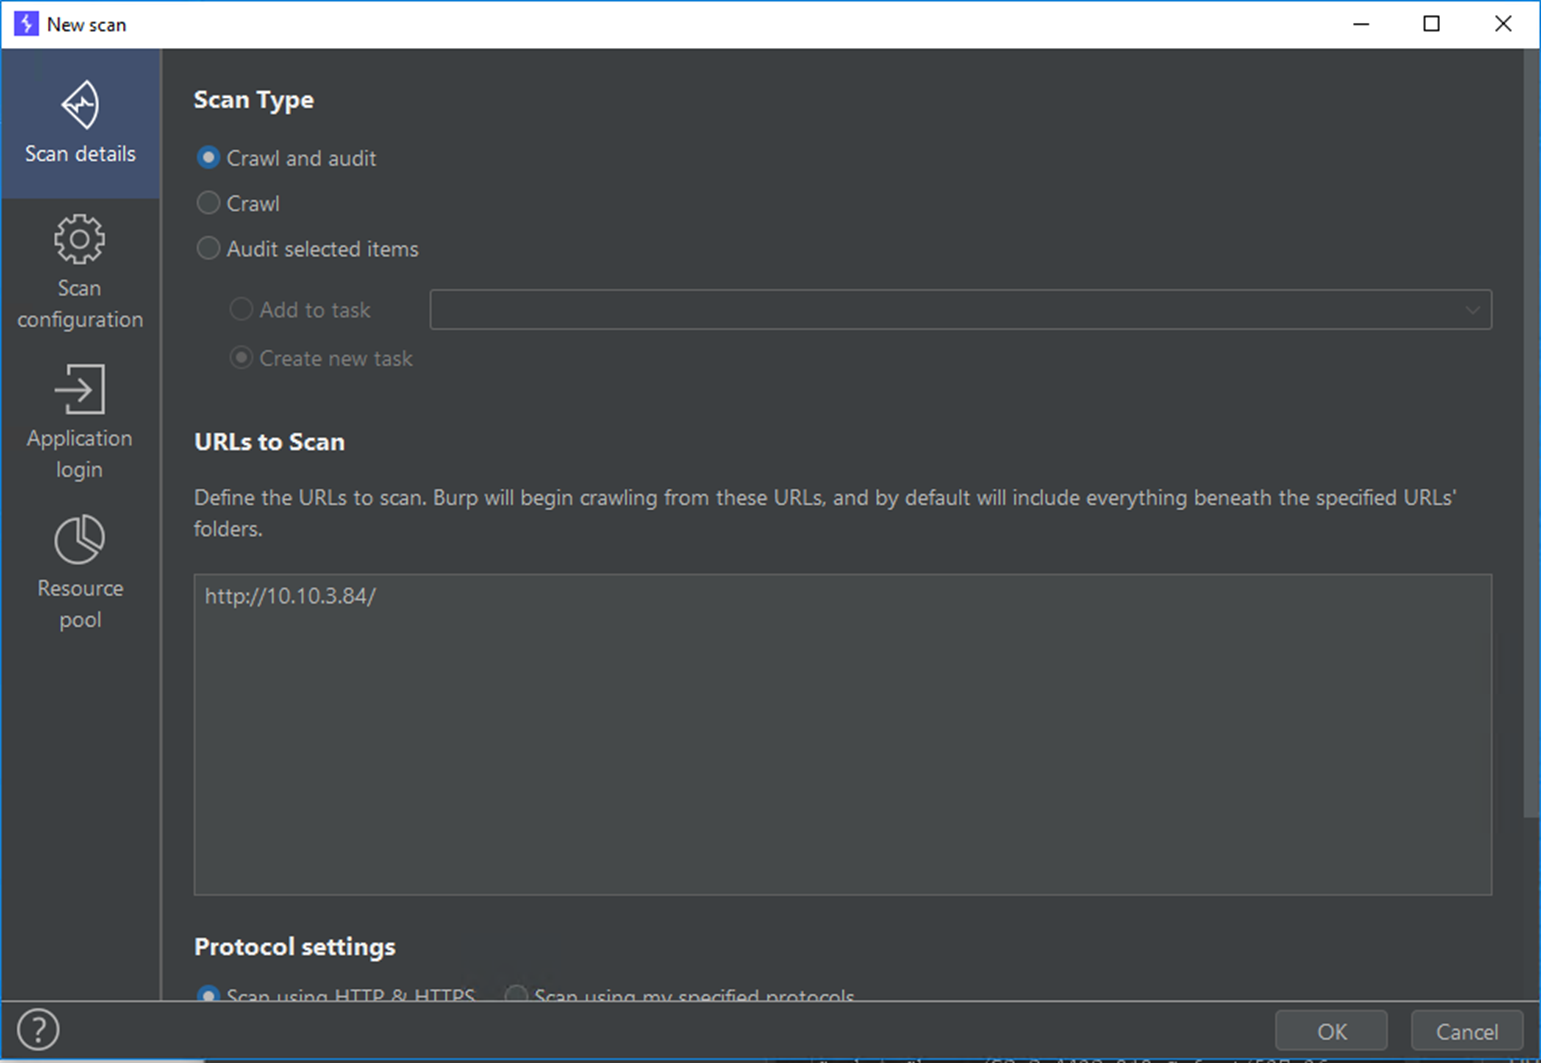 New scan
Scan details
Scan
configuration
Application
login
Resource
pool
Scan Type
Crawl and audit
Crawl
Audit selected items
Add to task
Create new task
URLs to Scan
Define the URLs to scan. Burp will begin crawling from these URLs, and by default will include everything beneath the specified URLs'
folders.
http://10.10.3.84/
Protocol settings
Scan using HTTP & HTTPS
Scan using my specified protocols
?
OK
Cancel